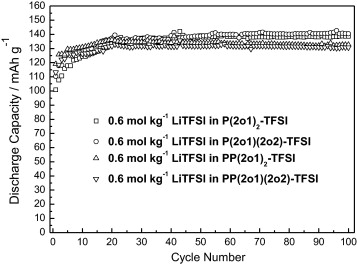 160
150
140
130
120
110
100
90
80
70
60
50
40
30
20
10
0
Discharge Capacity / mAh g⁻¹
0.6 mol kg⁻¹ LiTFSI in P(2o1)₂-TFSI
0.6 mol kg⁻¹ LiTFSI in P(2o1)(2o2)-TFSI
0.6 mol kg⁻¹ LiTFSI in PP(2o1)₂-TFSI
0.6 mol kg⁻¹ LiTFSI in PP(2o1)(2o2)-TFSI
0 10 20 30 40 50 60 70 80 90 100
Cycle Number